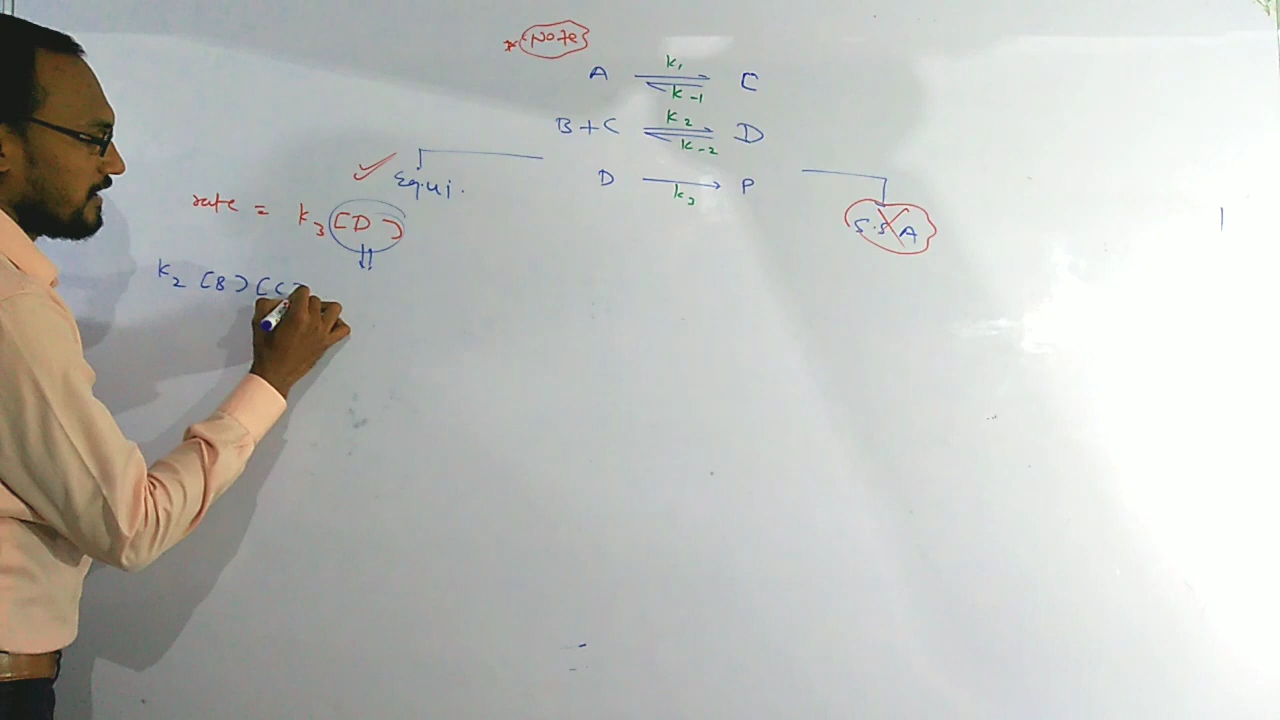 * Note
A ⇌ C k1 k-1
B + C ⇌ D k2 k-2
D → P k3
✓ Equi.
S.S.A
rate = k3 [D]
k2 [B] [C]